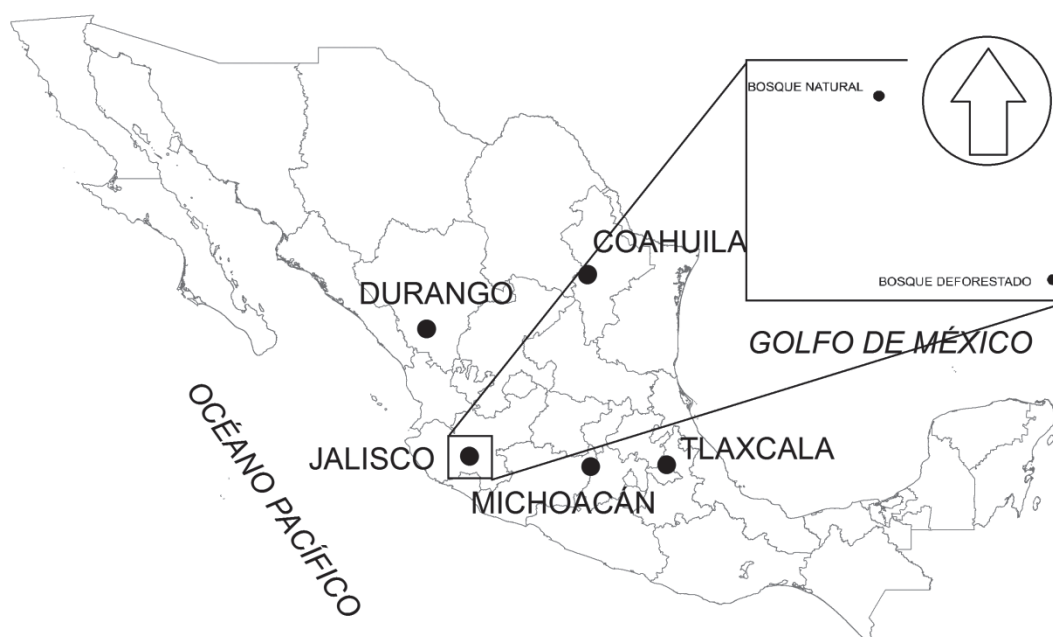 BOSQUE NATURAL
COAHUILA
BOSQUE DEFORESTADO
DURANGO
GOLFO DE MÉXICO
OCÉANO PACÍFICO
JALISCO
TLAXCALA
MICHOACÁN